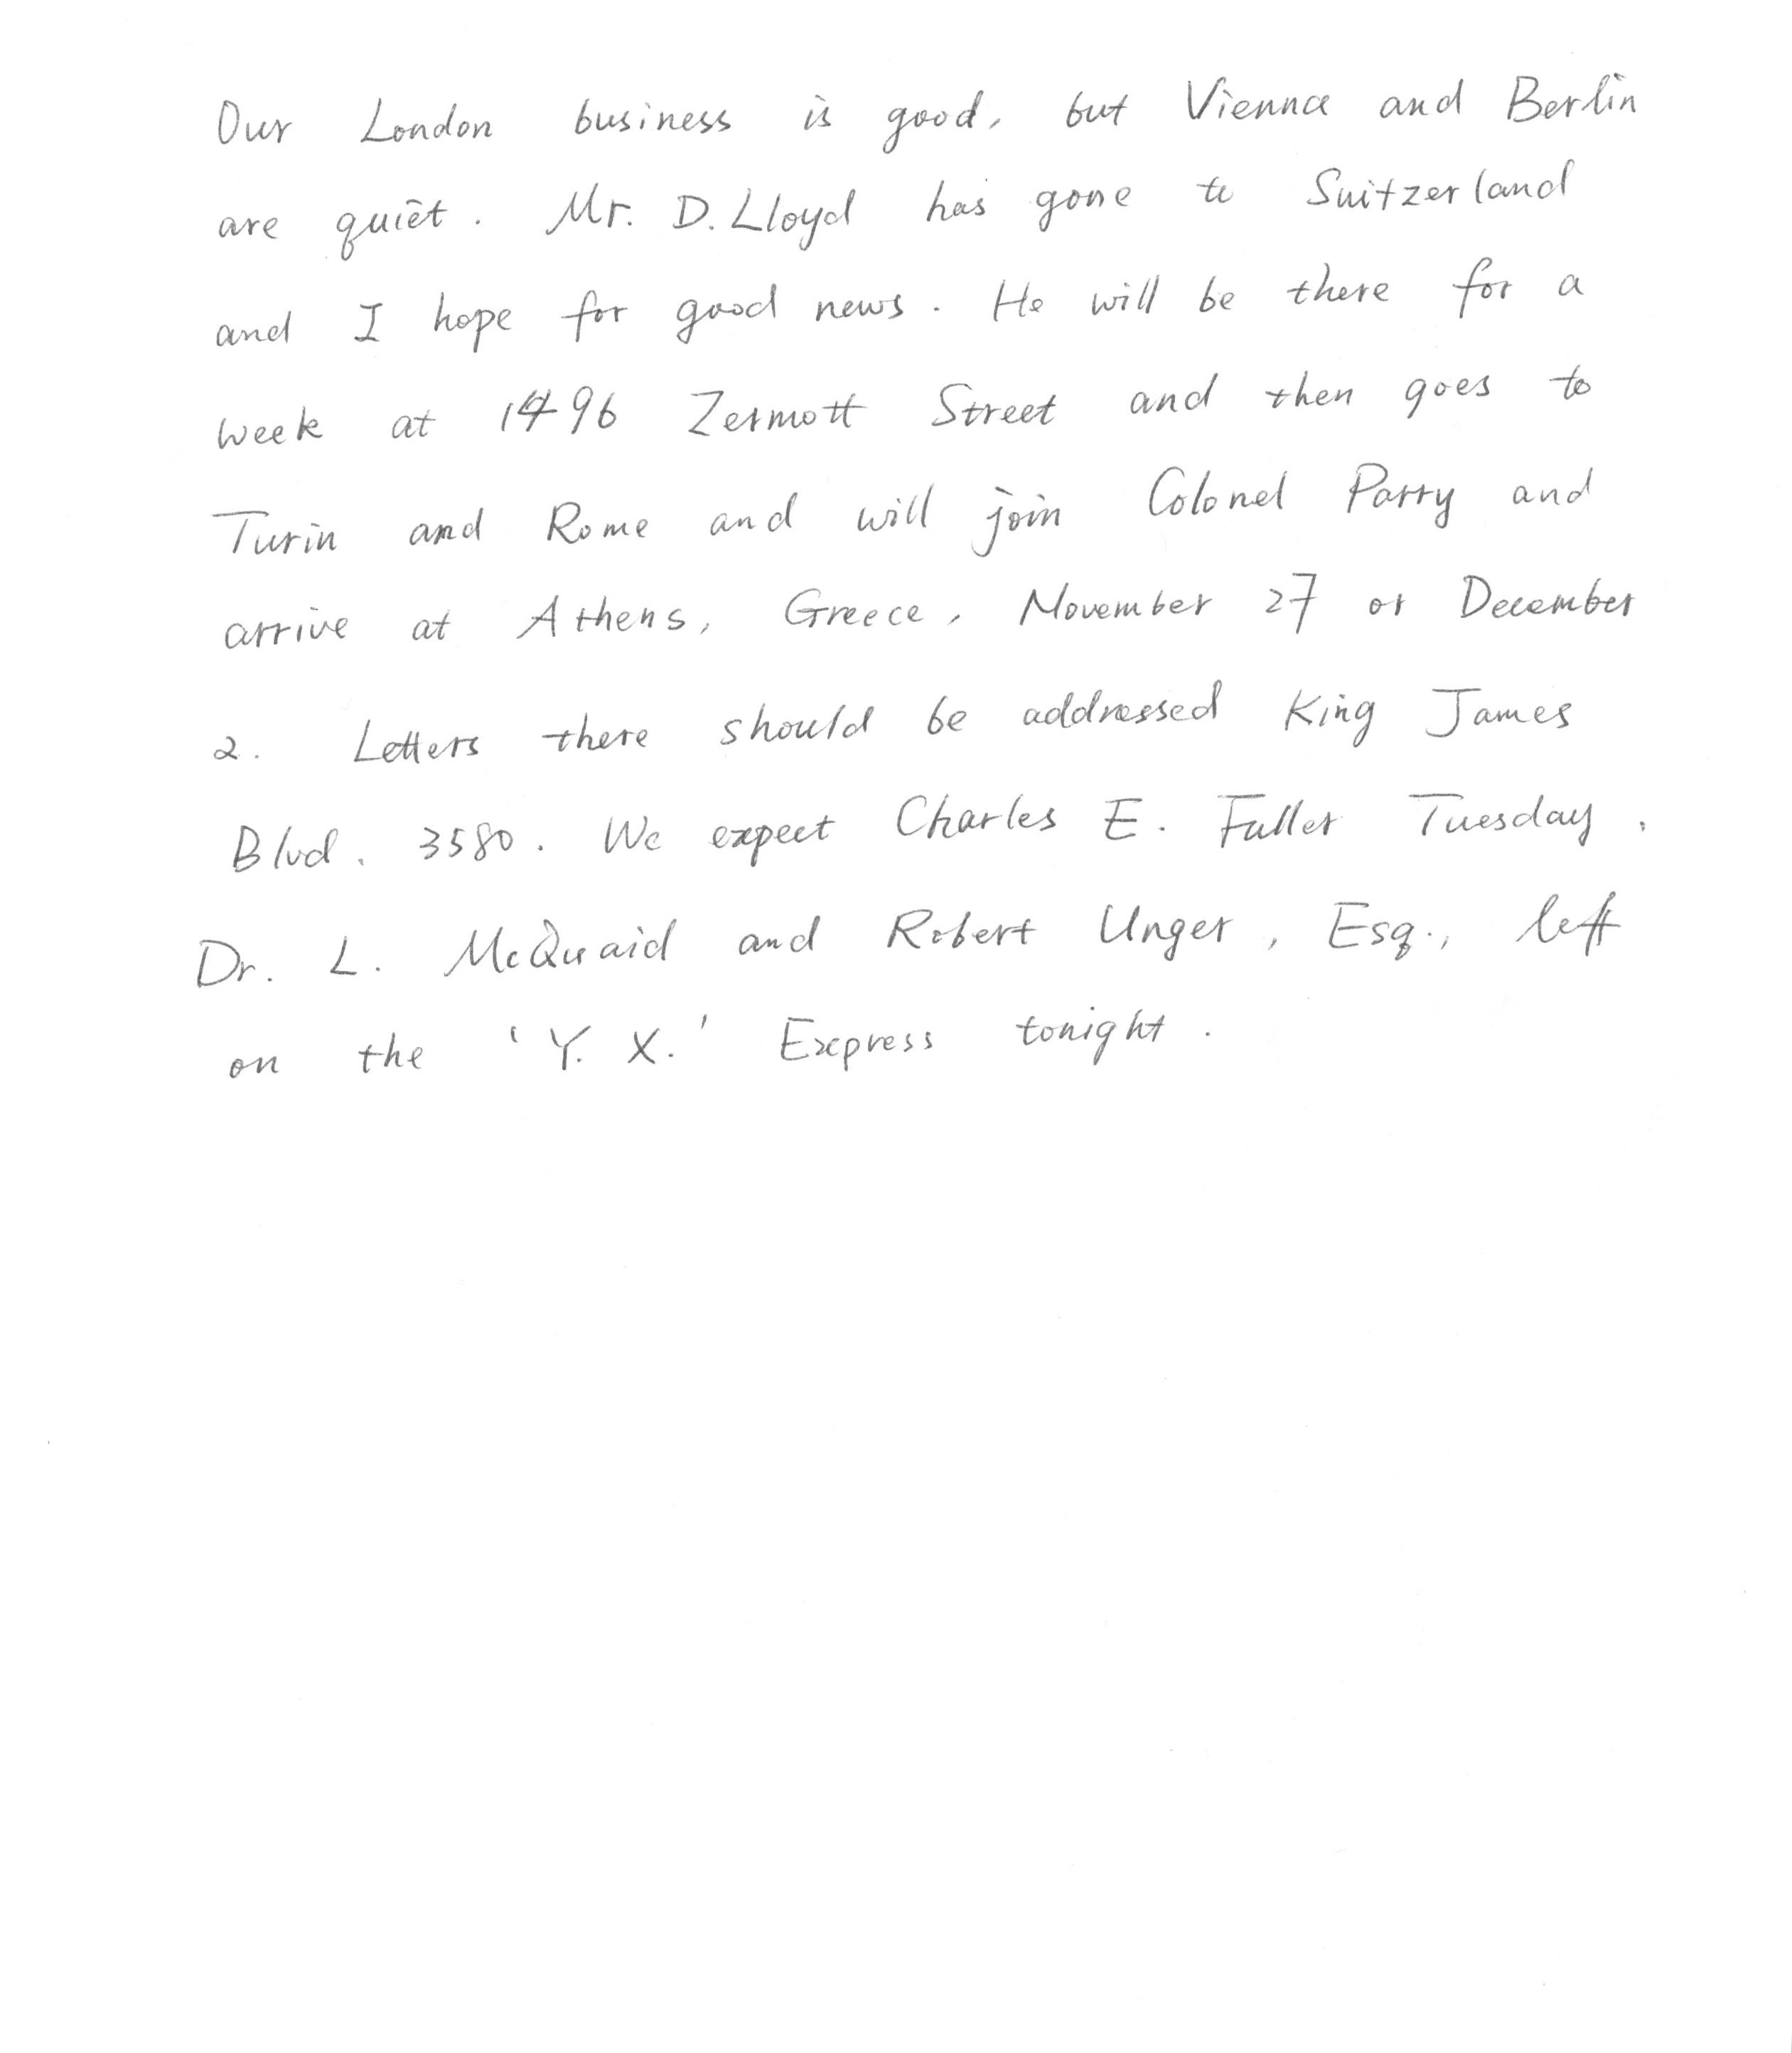 Our London business is good, but Vienna and Berlin
are quiet. Mr. D. Lloyd has gone to Switzerland
and I hope for good news. He will be there for a
week at 1496 Zermott Street and then goes to
Turin and Rome and will join Colonel Parry and
arrive at Athens, Greece, November 27 or December
2. Letters there should be addressed King James
Blvd. 3580. We expect Charles E. Fuller Tuesday.
Dr. L. McQuaid and Robert Unger, Esq., left
on the 'Y. X.' Express tonight.